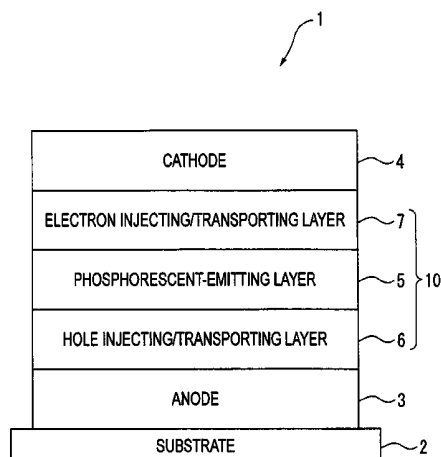 1
CATHODE 4
ELECTRON INJECTING/TRANSPORTING LAYER 7
PHOSPHORESCENT-EMITTING LAYER 5 10
HOLE INJECTING/TRANSPORTING LAYER 6
ANODE 3
SUBSTRATE 2